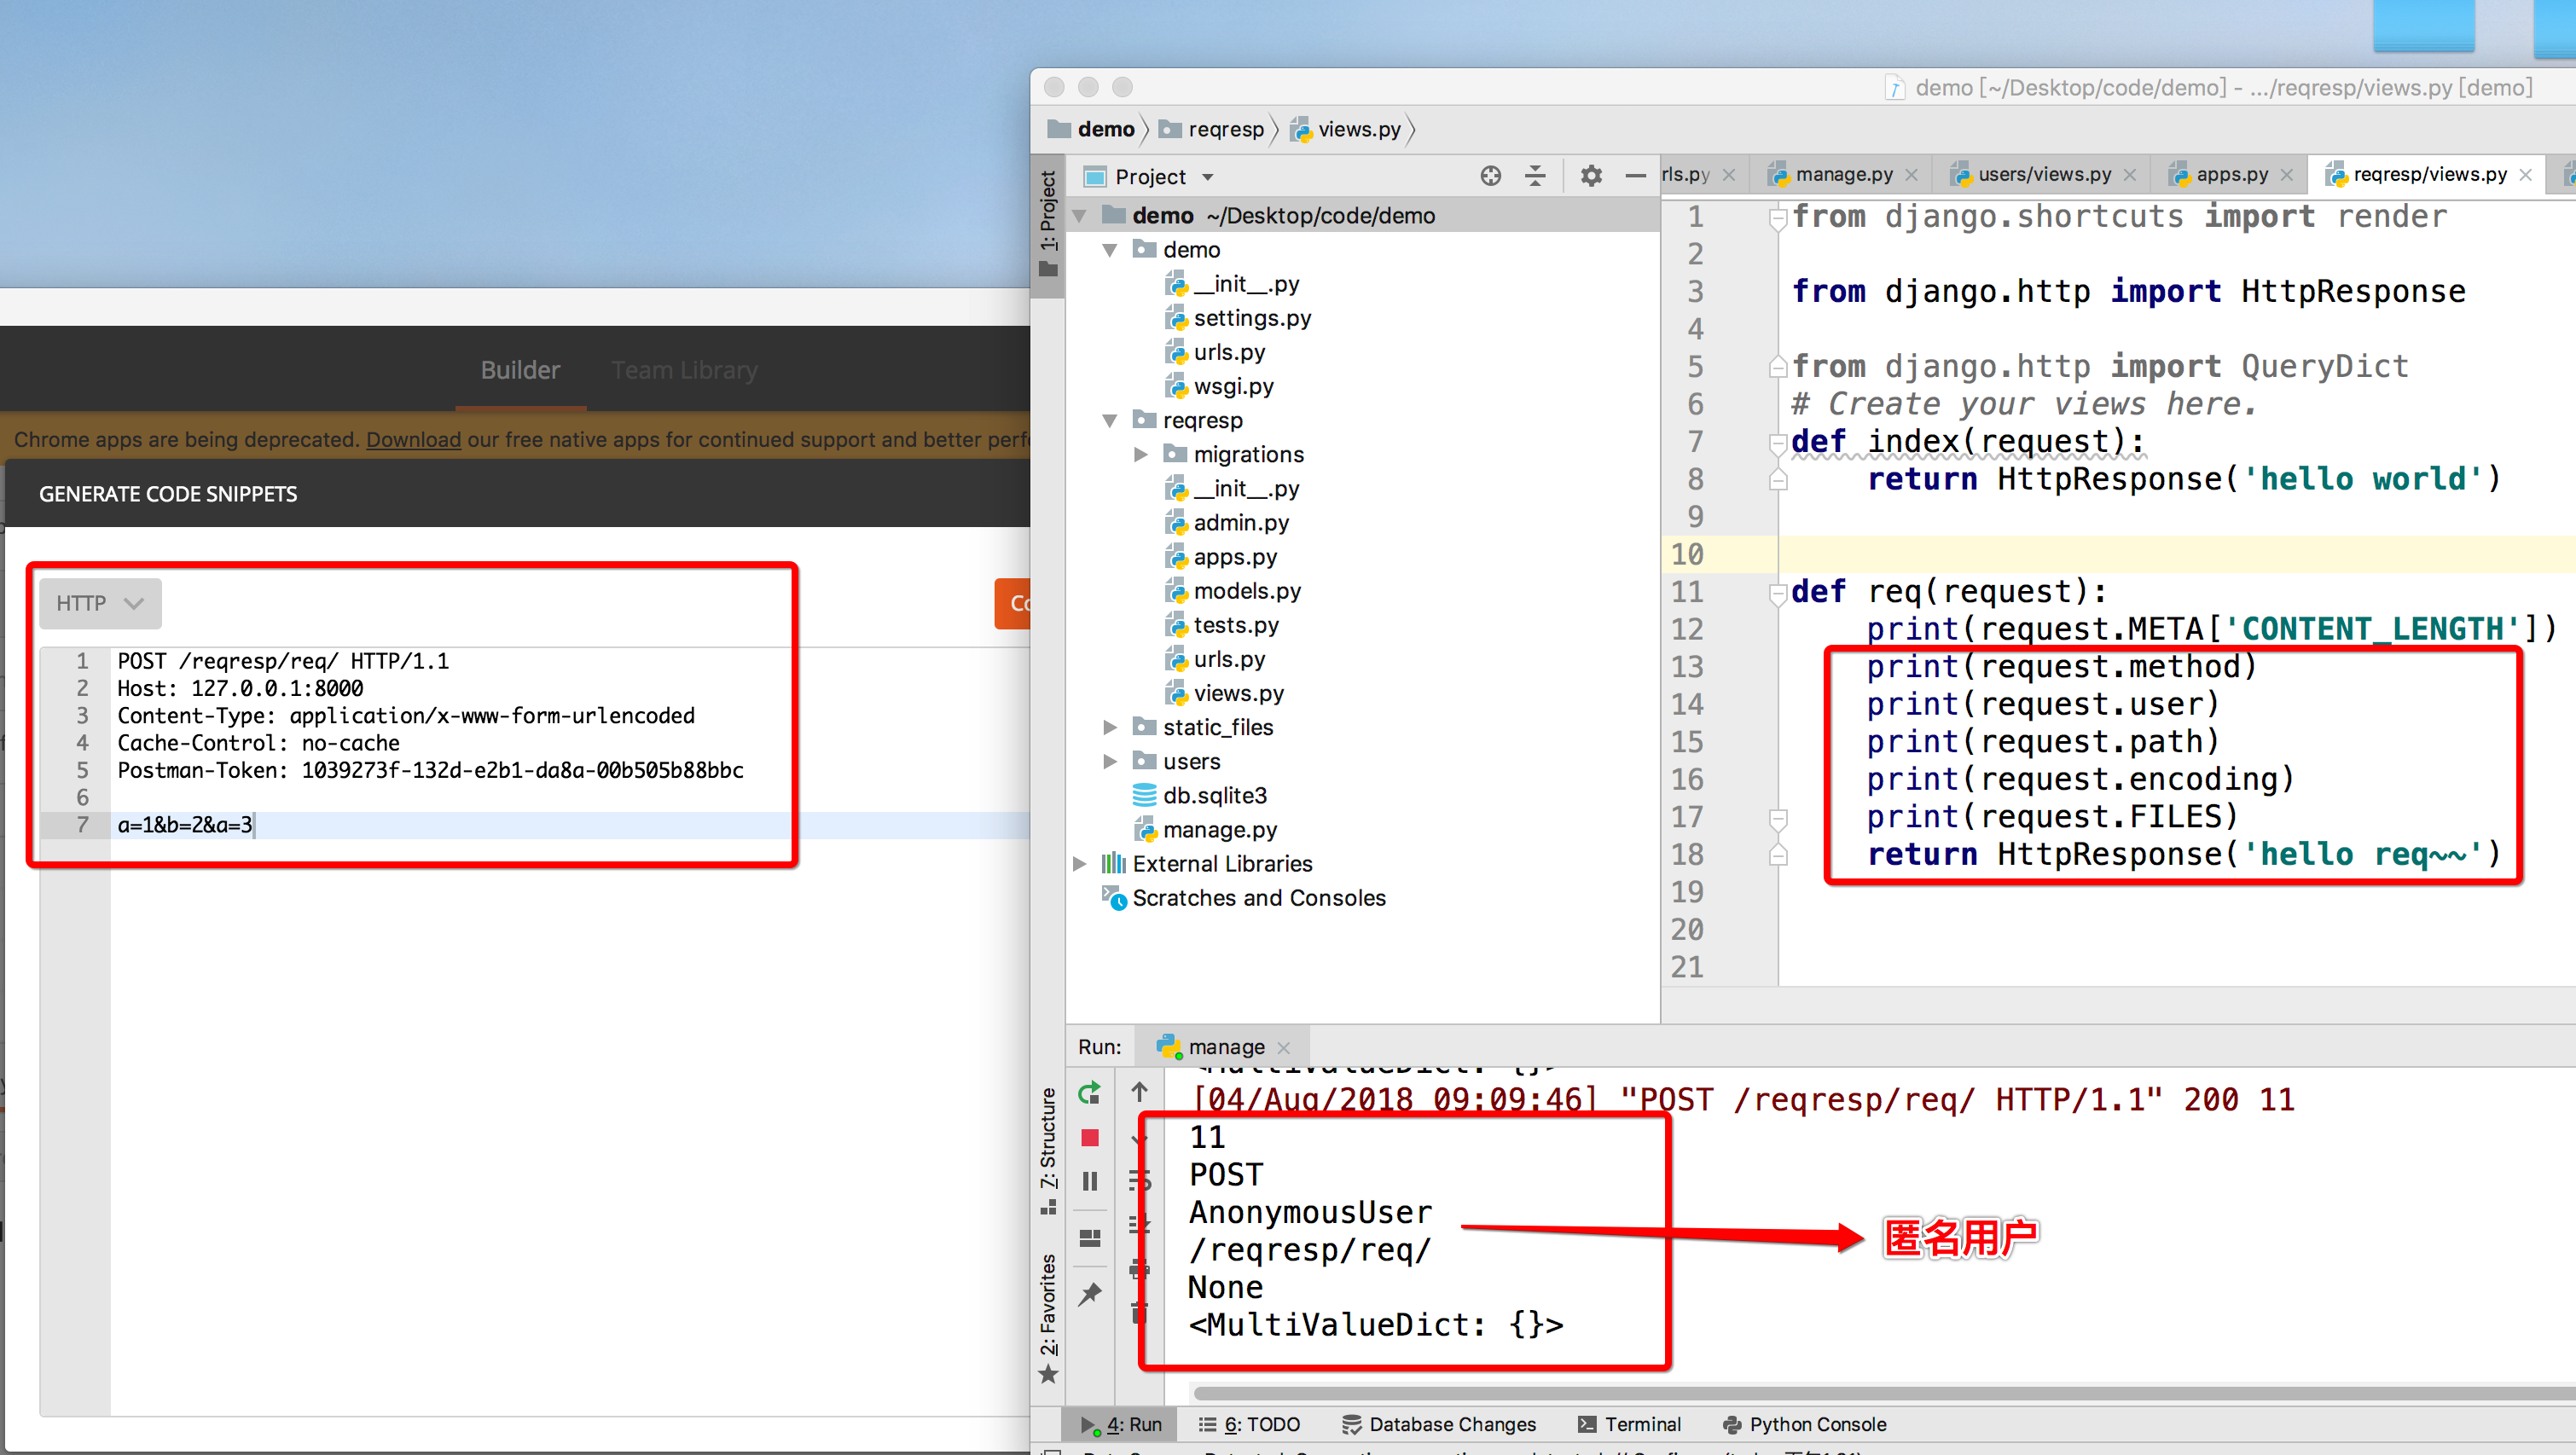 demo [~/Desktop/code/demo] - .../reqresp/views.py [demo]
demo
reqresp
views.py
1: Project
Project
rls.py
manage.py
users/views.py
apps.py
reqresp/views.py
demo ~/Desktop/code/demo
demo
__init__.py
settings.py
urls.py
wsgi.py
reqresp
migrations
__init__.py
admin.py
apps.py
models.py
tests.py
urls.py
views.py
static_files
users
db.sqlite3
manage.py
External Libraries
Scratches and Consoles
1 from django.shortcuts import render
2
3 from django.http import HttpResponse
4
5 from django.http import QueryDict
6 # Create your views here.
7 def index(request):
8 return HttpResponse('hello world')
9
10
11 def req(request):
12 print(request.META['CONTENT_LENGTH'])
13 print(request.method)
14 print(request.user)
15 print(request.path)
16 print(request.encoding)
17 print(request.FILES)
18 return HttpResponse('hello req~~')
19
20
21
Builder
Team Library
Chrome apps are being deprecated. Download our free native apps for continued support and better
GENERATE CODE SNIPPETS
HTTP
1 POST /reqresp/req/ HTTP/1.1
2 Host: 127.0.0.1:8000
3 Content-Type: application/x-www-form-urlencoded
4 Cache-Control: no-cache
5 Postman-Token: 1039273f-132d-e2b1-da8a-00b505b88bbc
6
7 a=1&b=2&a=3
Run:
manage
<MultiValueDict: {}>
[04/Aug/2018 09:09:46] "POST /reqresp/req/ HTTP/1.1" 200 11
11
POST
AnonymousUser
/reqresp/req/
None
<MultiValueDict: {}>
匿名用户
7: Structure
2: Favorites
4: Run
6: TODO
Database Changes
Terminal
Python Console